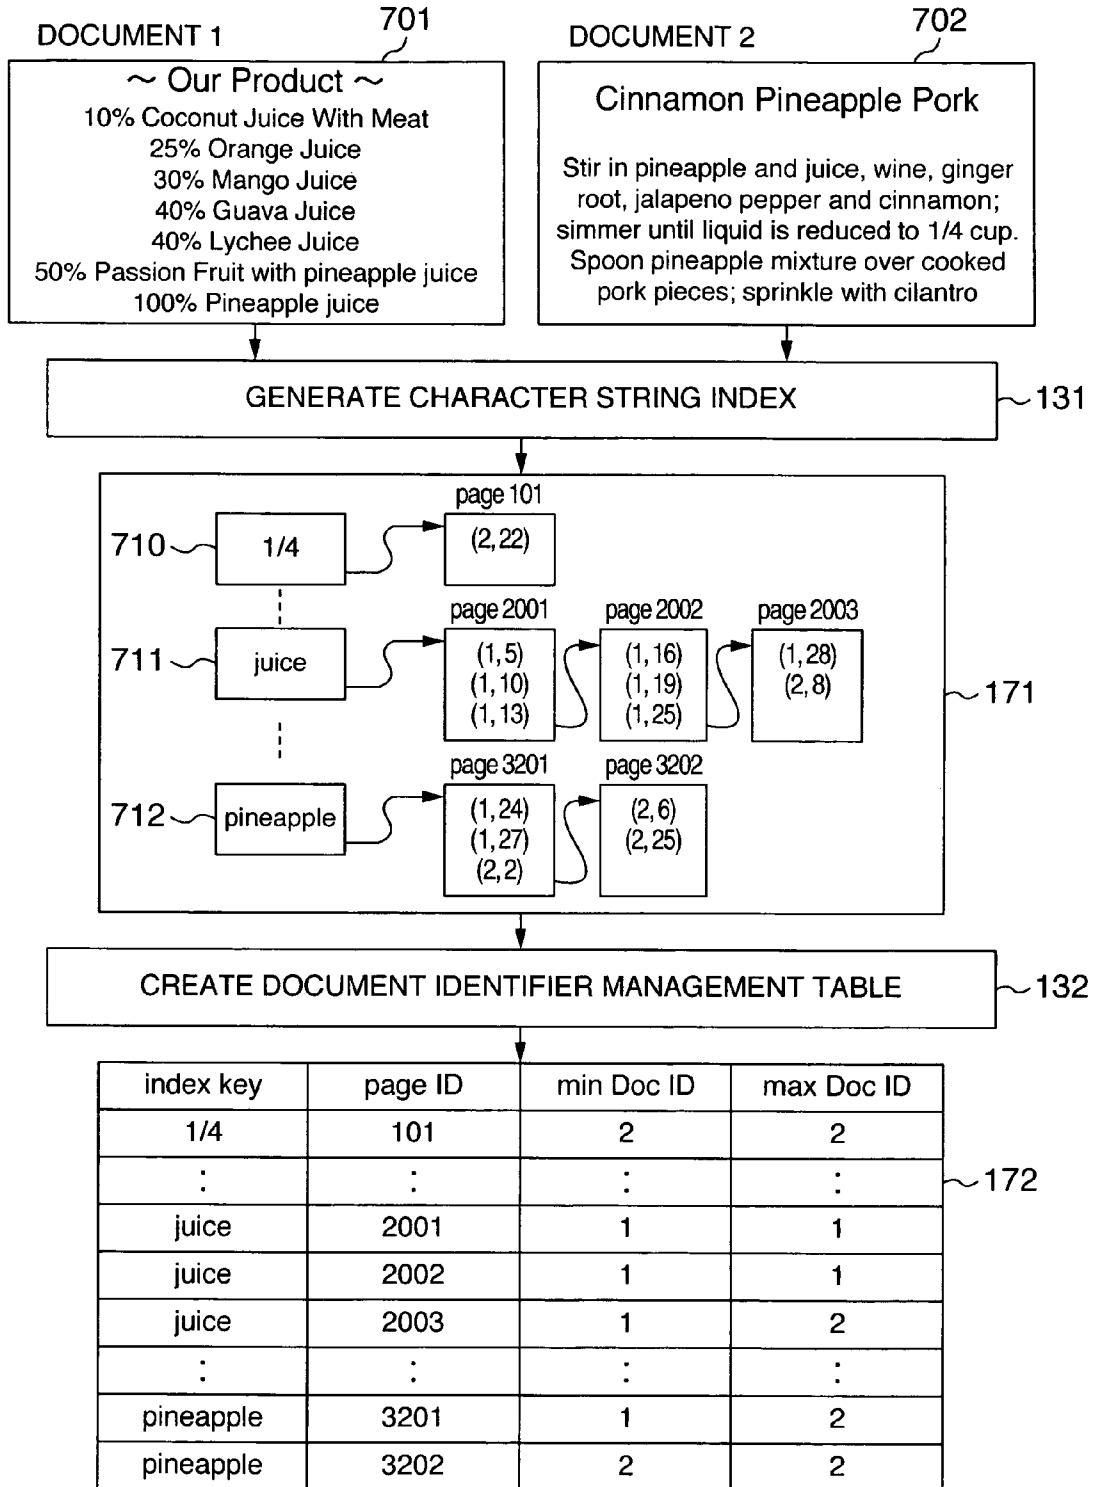 DOCUMENT 1
701
DOCUMENT 2
702
~ Our Product ~
10% Coconut Juice With Meat
25% Orange Juice
30% Mango Juice
40% Guava Juice
40% Lychee Juice
50% Passion Fruit with pineapple juice
100% Pineapple juice
Cinnamon Pineapple Pork
Stir in pineapple and juice, wine, ginger
root, jalapeno pepper and cinnamon;
simmer until liquid is reduced to 1/4 cup.
Spoon pineapple mixture over cooked
pork pieces; sprinkle with cilantro
GENERATE CHARACTER STRING INDEX
131
page 101
710
1/4
(2, 22)
page 2001 page 2002 page 2003
711
juice
(1, 5) (1, 16) (1, 28)
(1, 10) (1, 19) (2, 8)
(1, 13) (1, 25)
171
page 3201 page 3202
712
pineapple
(1, 24) (2, 6)
(1, 27) (2, 25)
(2, 2)
CREATE DOCUMENT IDENTIFIER MANAGEMENT TABLE
132
index key page ID min Doc ID max Doc ID
1/4 101 2 2
: : : :
172
juice 2001 1 1
juice 2002 1 1
juice 2003 1 2
: : : :
pineapple 3201 1 2
pineapple 3202 2 2